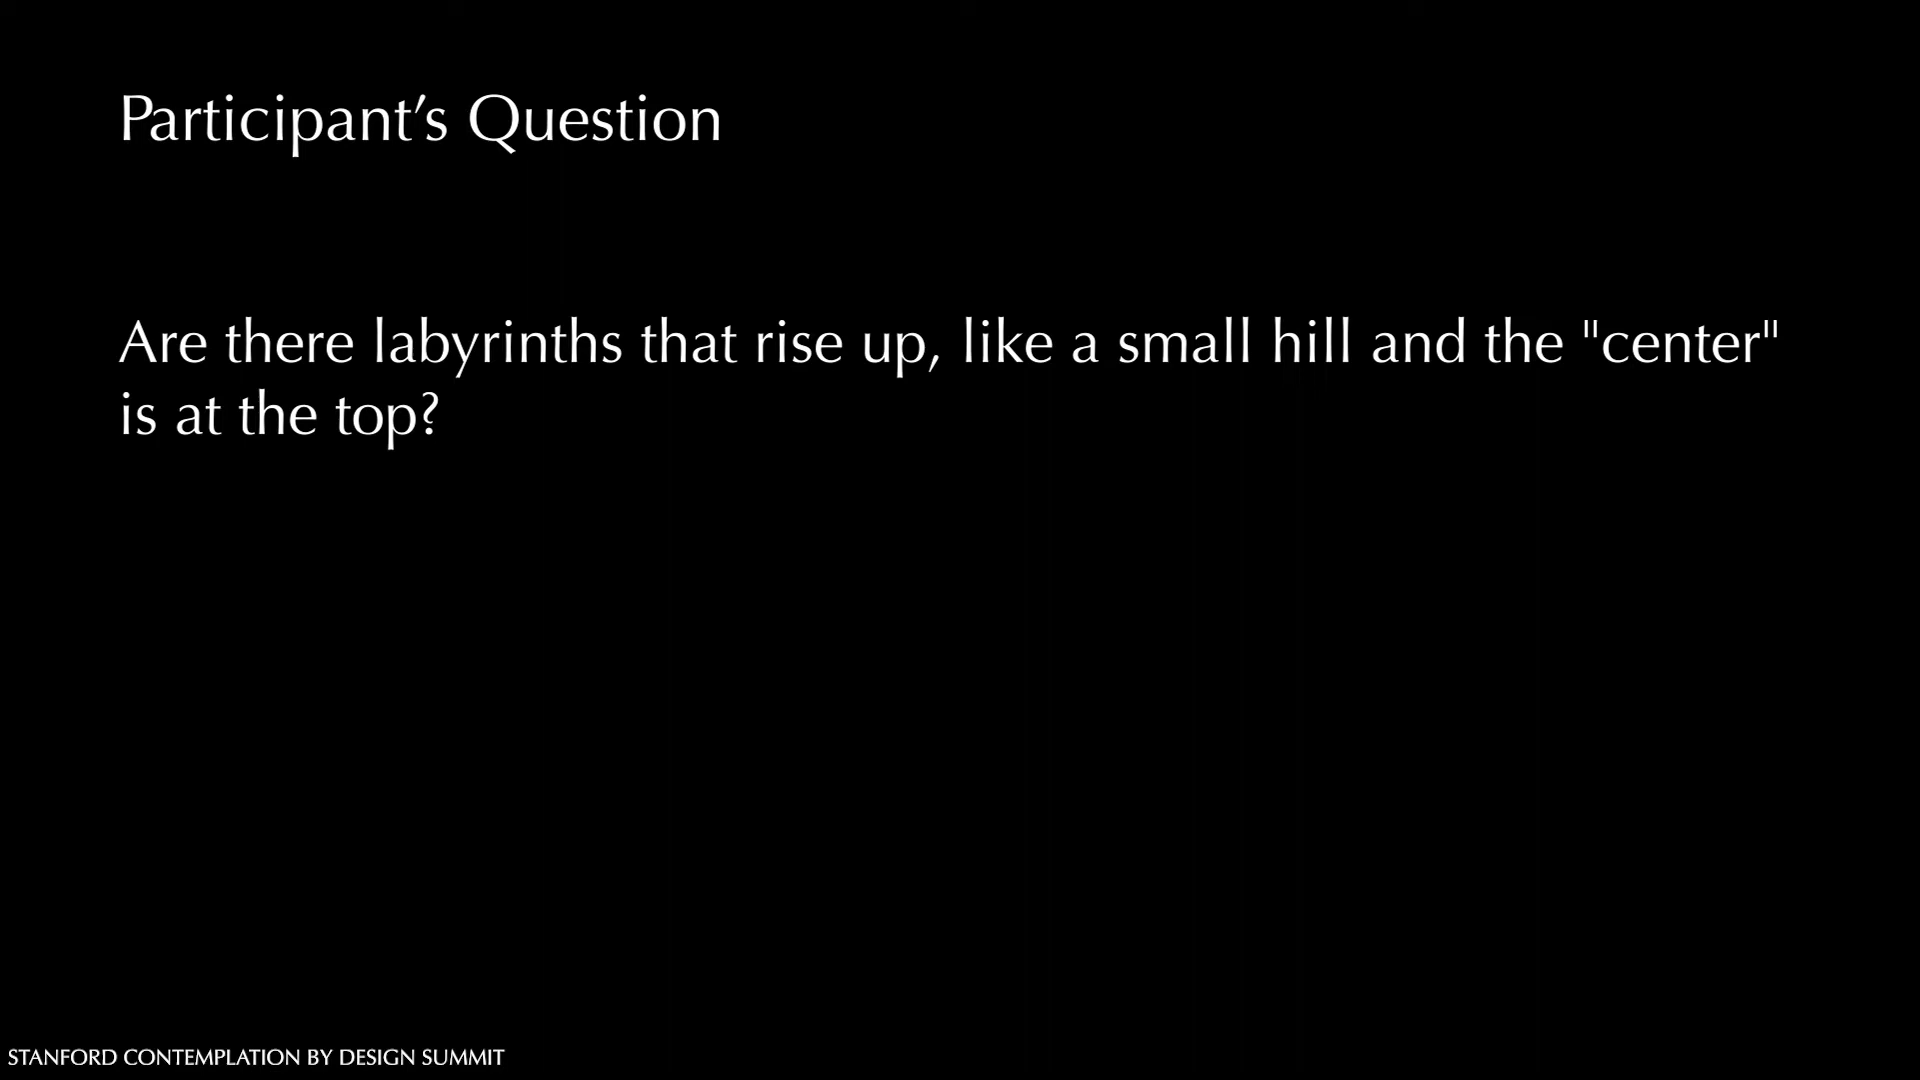 Participant’s Question
Are there labyrinths that rise up, like a small hill and the "center"
is at the top?
STANFORD CONTEMPLATION BY DESIGN SUMMIT